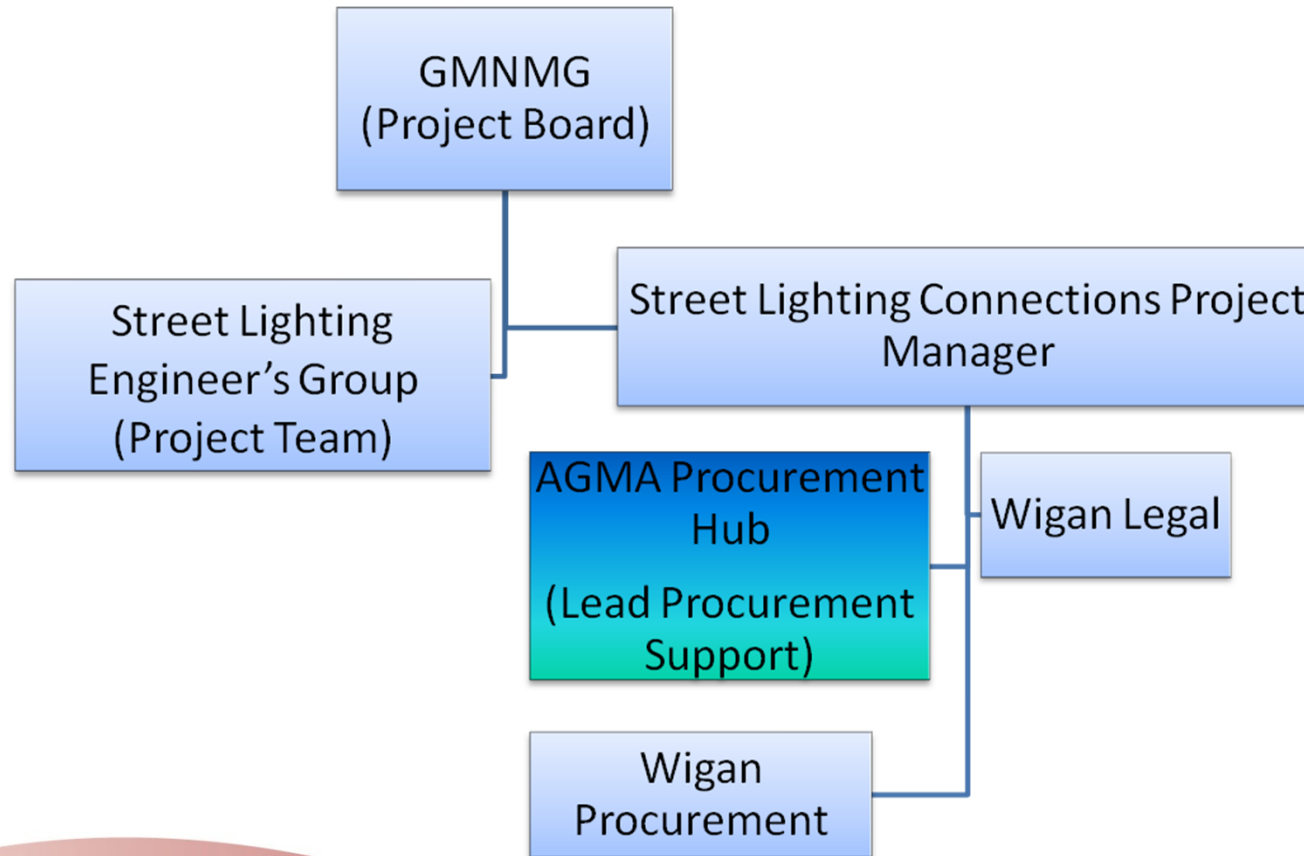 GMNMG
(Project Board)
Street Lighting
Engineer’s Group
(Project Team)
Street Lighting Connections Project
Manager
AGMA Procurement
Hub
(Lead Procurement
Support)
Wigan Legal
Wigan
Procurement